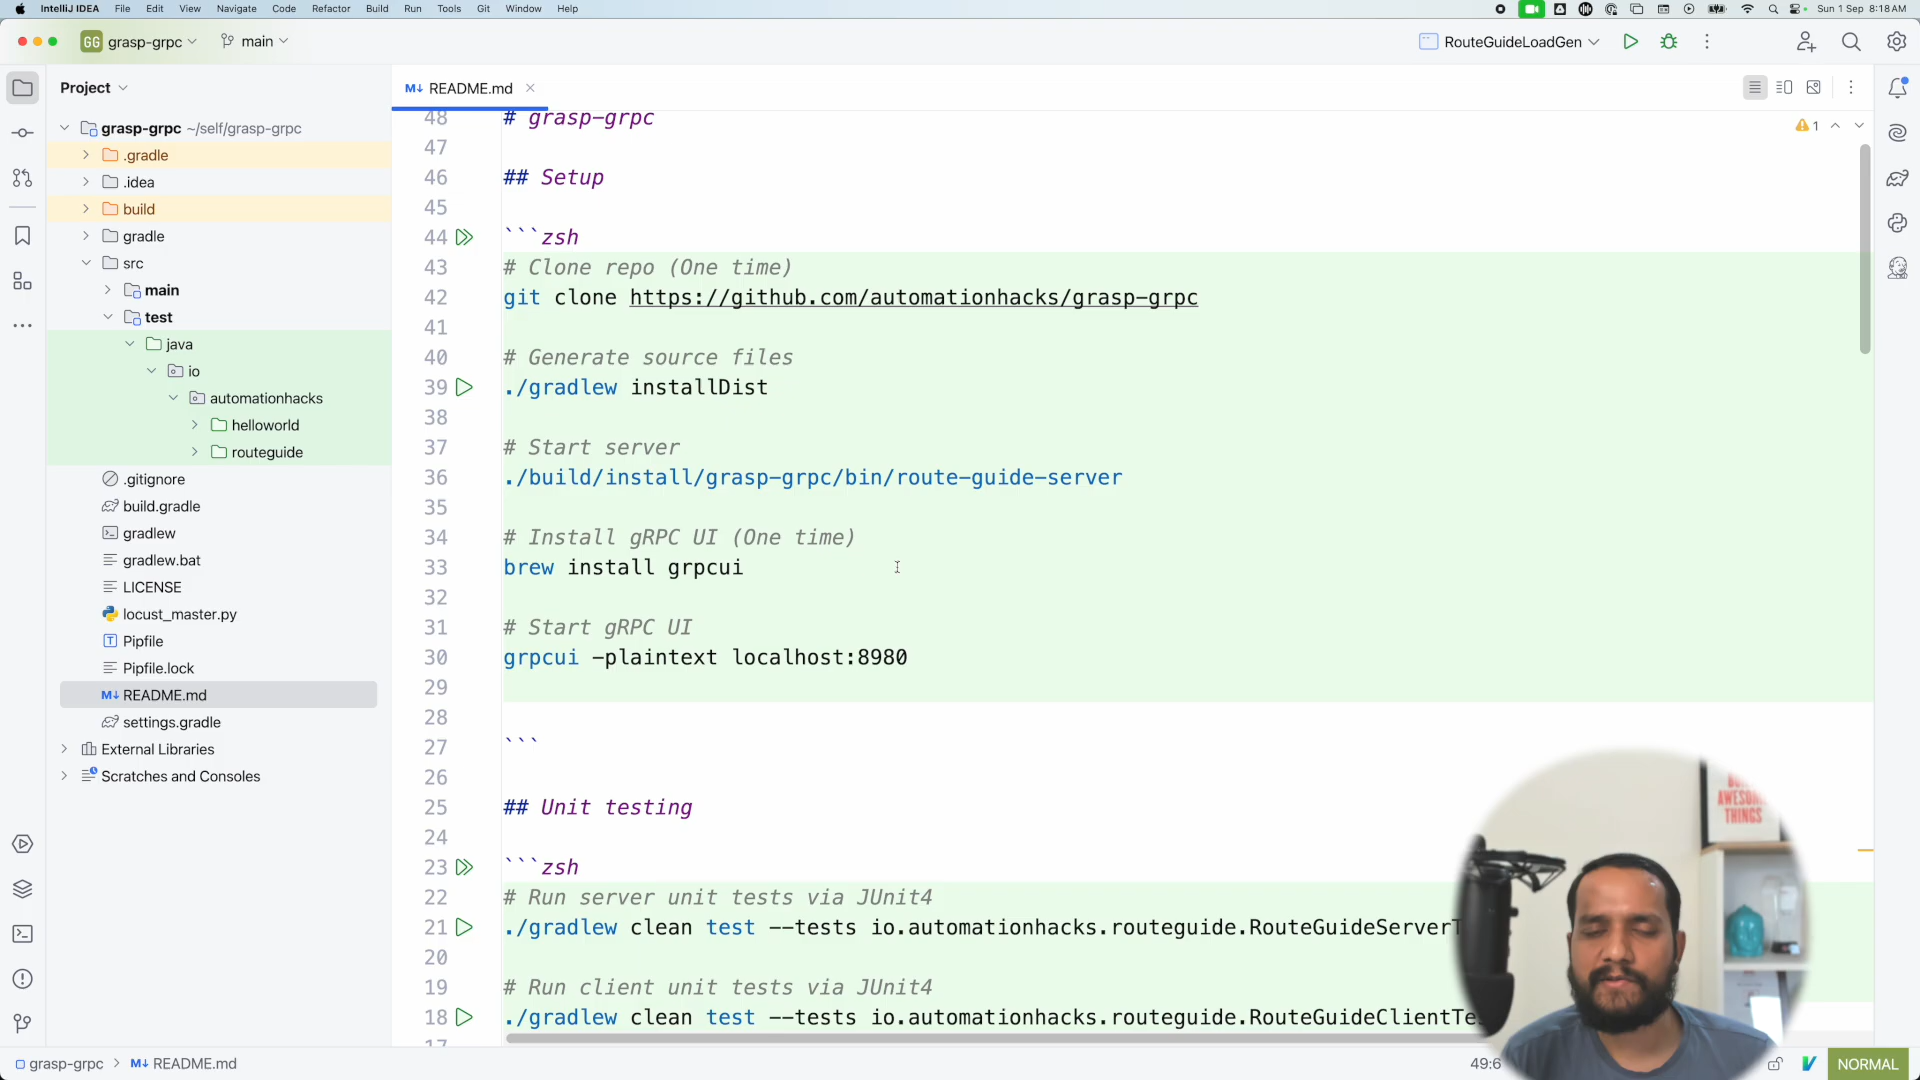 IntelliJ IDEA File Edit View Navigate Code Refactor Build Run Tools Git Window Help Sun 1 Sep 8:18 AM
GG grasp-grpc main RouteGuideLoadGen
Project
README.md
grasp-grpc ~/self/grasp-grpc
.gradle
.idea
build
gradle
src
main
test
java
io
automationhacks
helloworld
routeguide
.gitignore
build.gradle
gradlew
gradlew.bat
LICENSE
locust_master.py
Pipfile
Pipfile.lock
README.md
settings.gradle
External Libraries
Scratches and Consoles
1
48 # grasp-grpc
47
46 ## Setup
45
44 ```zsh
43 # Clone repo (One time)
42 git clone https://github.com/automationhacks/grasp-grpc
41
40 # Generate source files
39 ./gradlew installDist
38
37 # Start server
36 ./build/install/grasp-grpc/bin/route-guide-server
35
34 # Install gRPC UI (One time)
33 brew install grpcui
32
31 # Start gRPC UI
30 grpcui -plaintext localhost:8980
29
28
27 ```
26
25 ## Unit testing
24
23 ```zsh
22 # Run server unit tests via JUnit4
21 ./gradlew clean test --tests io.automationhacks.routeguide.RouteGuideServerT
20
19 # Run client unit tests via JUnit4
18 ./gradlew clean test --tests io.automationhacks.routeguide.RouteGuideClientTe
17
AWESOME
THINGS
grasp-grpc > README.md
49:6
NORMAL